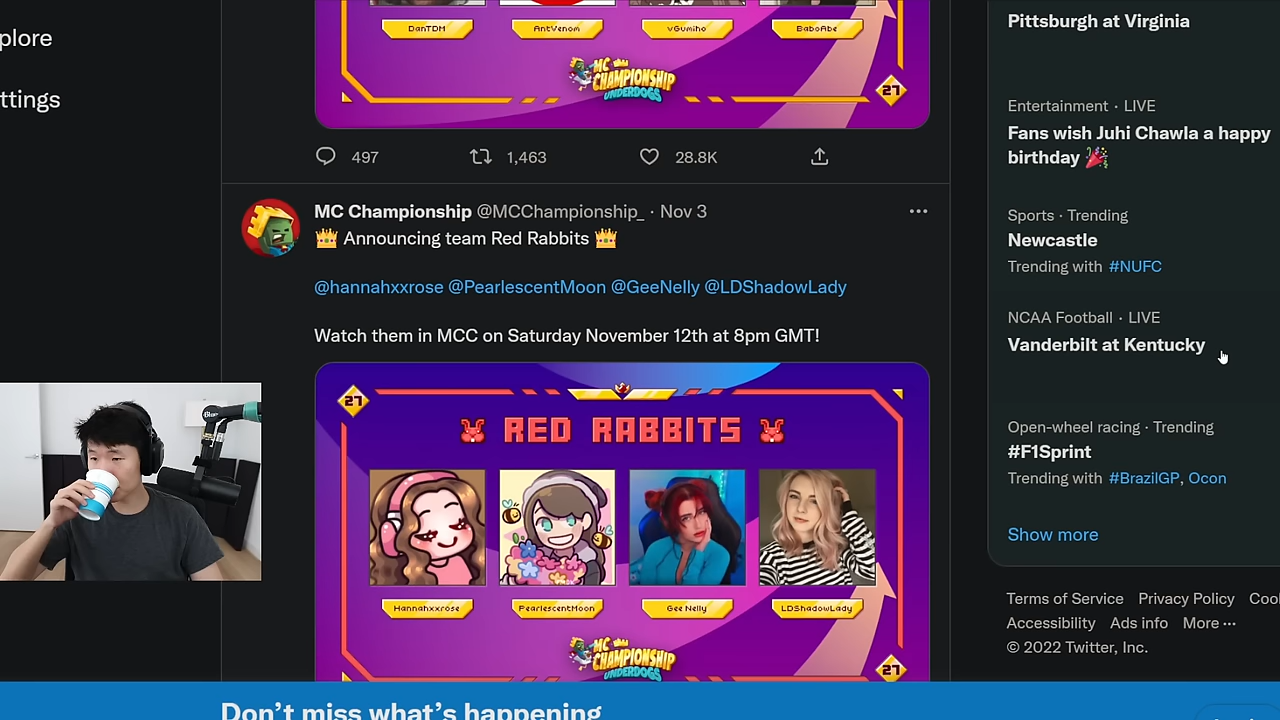 plore
ttings
DanTDM
AntVenom
vGumiho
BaboAbe
MC CHAMPIONSHIP
UNDERDOGS
27
497
1,463
28.8K
MC Championship @MCChampionship_ · Nov 3
👑 Announcing team Red Rabbits 👑
@hannahxxrose @PearlescentMoon @GeeNelly @LDShadowLady
Watch them in MCC on Saturday November 12th at 8pm GMT!
27
RED RABBITS
Hannahxxrose
PearlescentMoon
Gee Nelly
LDShadowLady
MC CHAMPIONSHIP
UNDERDOGS
27
Don't miss what's happening
Pittsburgh at Virginia
Entertainment · LIVE
Fans wish Juhi Chawla a happy
birthday 🎉
Sports · Trending
Newcastle
Trending with #NUFC
NCAA Football · LIVE
Vanderbilt at Kentucky
Open-wheel racing · Trending
#F1Sprint
Trending with #BrazilGP, Ocon
Show more
Terms of Service Privacy Policy Cook
Accessibility Ads info More ···
© 2022 Twitter, Inc.